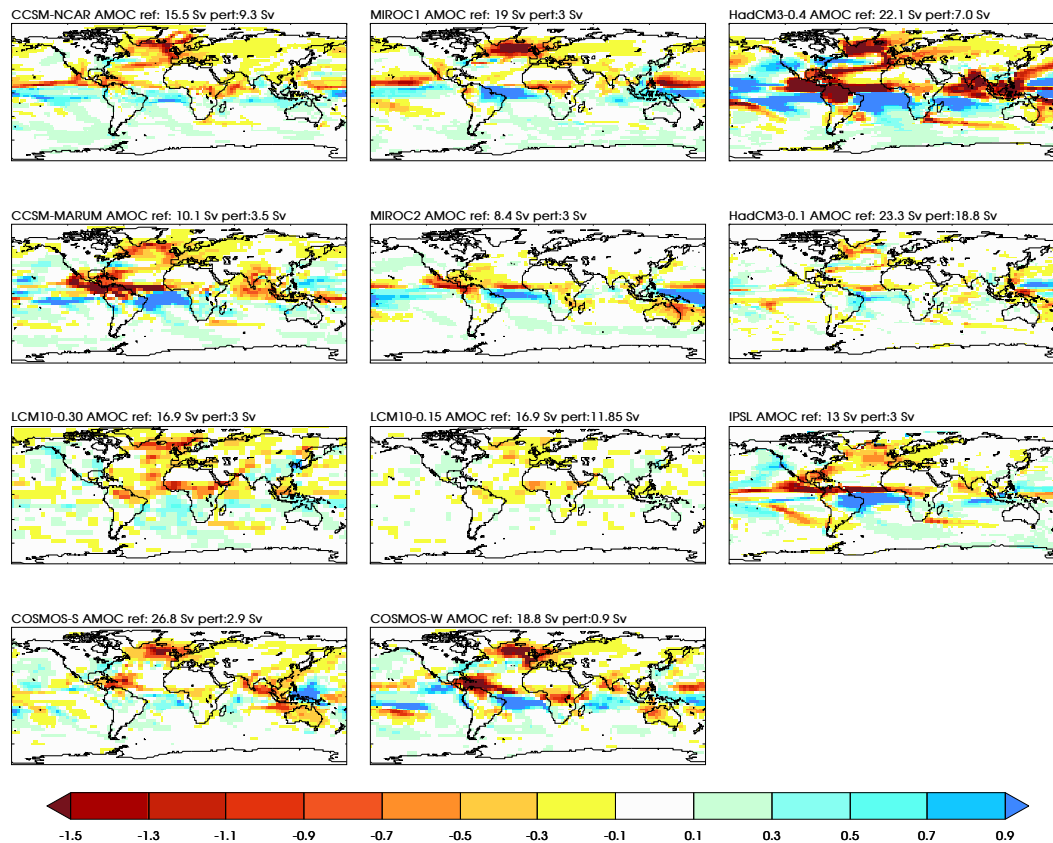 CCSM-NCAR AMOC ref: 15.5 Sv pert:9.3 Sv
MIROC1 AMOC ref: 19 Sv pert:3 Sv
HadCM3-0.4 AMOC ref: 22.1 Sv pert:7.0 Sv
CCSM-MARUM AMOC ref: 10.1 Sv pert:3.5 Sv
MIROC2 AMOC ref: 8.4 Sv pert:3 Sv
HadCM3-0.1 AMOC ref: 23.3 Sv pert:18.8 Sv
LCM10-0.30 AMOC ref: 16.9 Sv pert:3 Sv
LCM10-0.15 AMOC ref: 16.9 Sv pert:11.85 Sv
IPSL AMOC ref: 13 Sv pert:3 Sv
COSMOS-S AMOC ref: 26.8 Sv pert:2.9 Sv
COSMOS-W AMOC ref: 18.8 Sv pert:0.9 Sv
-1.5 -1.3 -1.1 -0.9 -0.7 -0.5 -0.3 -0.1 0.1 0.3 0.5 0.7 0.9